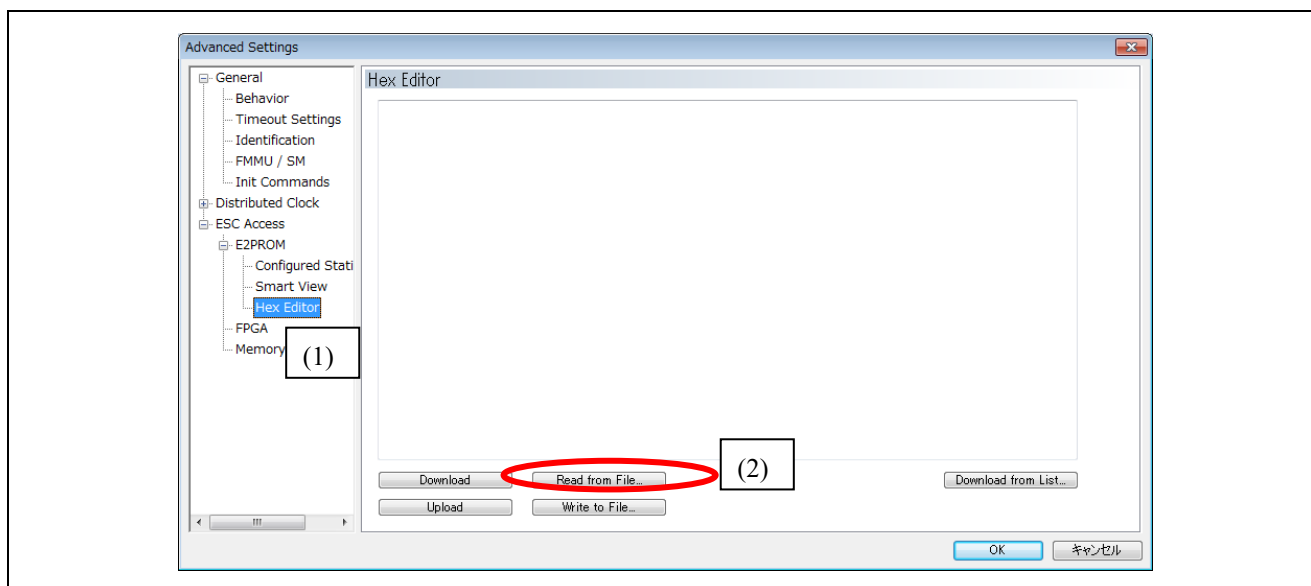 Advanced Settings
General
Behavior
Timeout Settings
Identification
FMMU / SM
Init Commands
Distributed Clock
ESC Access
E2PROM
Configured Stati
Smart View
Hex Editor
FPGA
Memory
(1)
Hex Editor
(2)
Download Read from File... Download from List...
Upload Write to File...
OK キャンセル